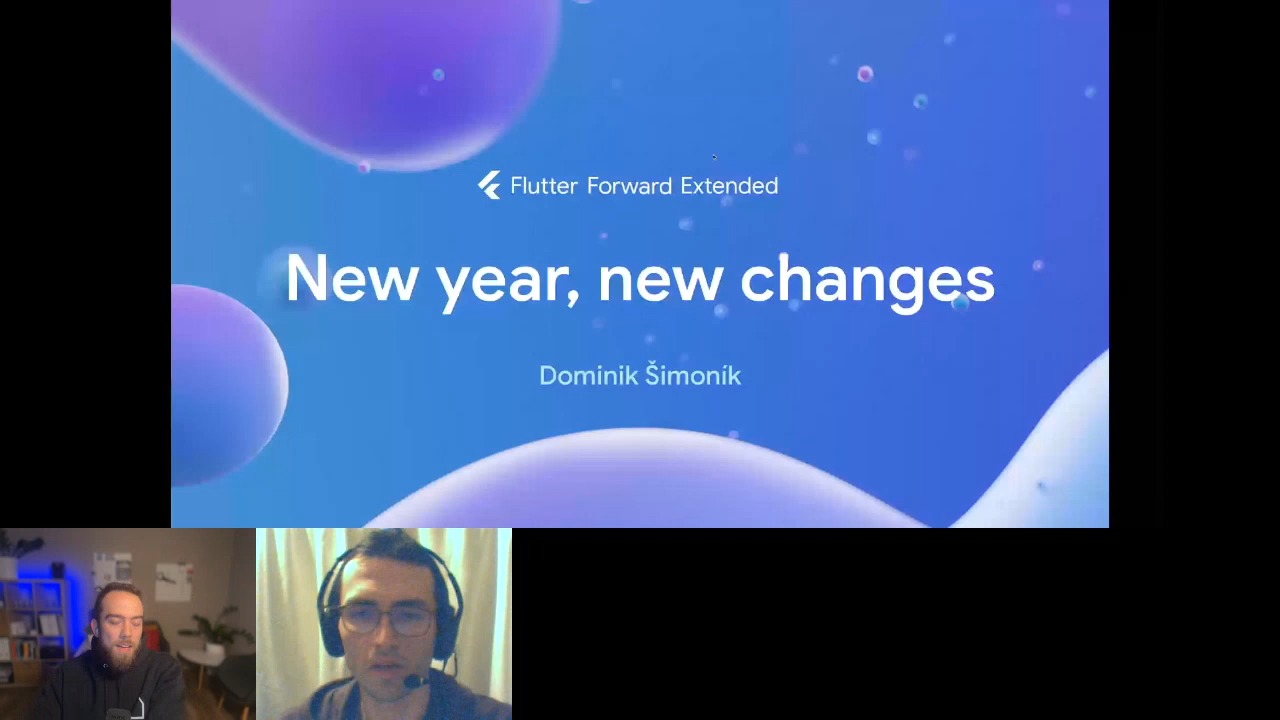 Flutter Forward Extended
New year, new changes
Dominik Šimoník